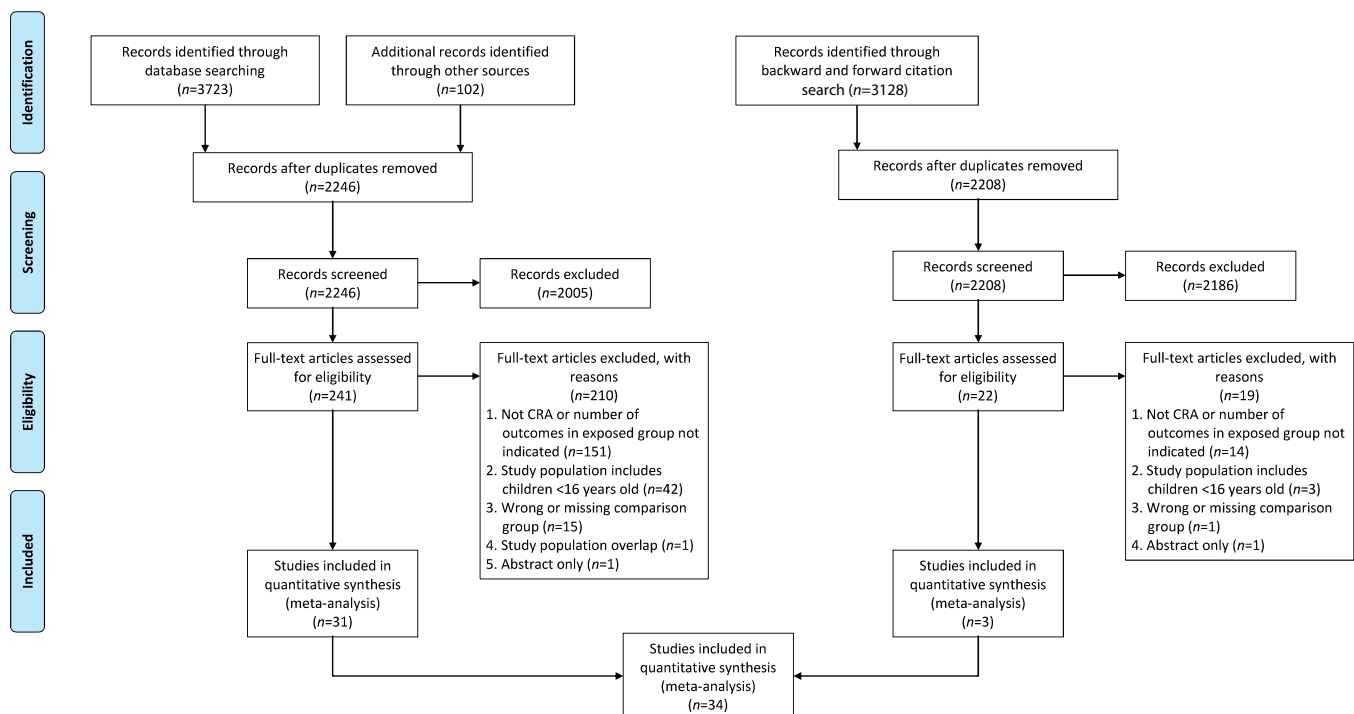 Identification
Records identified through
database searching
(n=3723)
Additional records identified
through other sources
(n=102)
Records identified through
backward and forward citation
search (n=3128)
Records after duplicates removed
(n=2246)
Records after duplicates removed
(n=2208)
Screening
Records screened
(n=2246)
Records excluded
(n=2005)
Records screened
(n=2208)
Records excluded
(n=2186)
Eligibility
Full-text articles assessed
for eligibility
(n=241)
Full-text articles excluded, with
reasons
(n=210)
1. Not CRA or number of
outcomes in exposed group not
indicated (n=151)
2. Study population includes
children <16 years old (n=42)
3. Wrong or missing comparison
group (n=15)
4. Study population overlap (n=1)
5. Abstract only (n=1)
Full-text articles assessed
for eligibility
(n=22)
Full-text articles excluded, with
reasons
(n=19)
1. Not CRA or number of
outcomes in exposed group not
indicated (n=14)
2. Study population includes
children <16 years old (n=3)
3. Wrong or missing comparison
group (n=1)
4. Abstract only (n=1)
Included
Studies included in
quantitative synthesis
(meta-analysis)
(n=31)
Studies included in
quantitative synthesis
(meta-analysis)
(n=3)
Studies included in
quantitative synthesis
(meta-analysis)
(n=34)